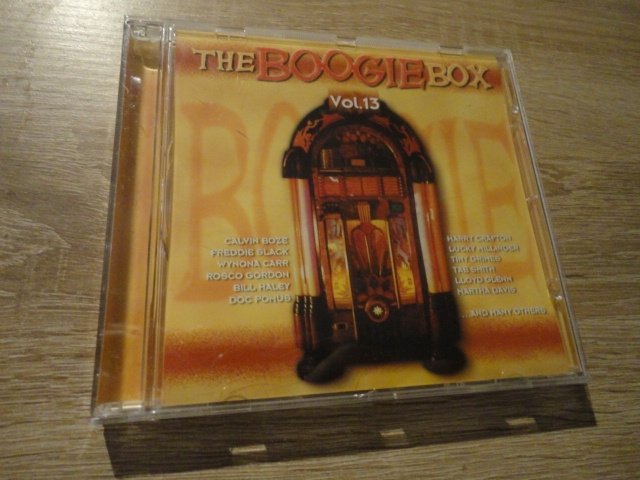 THE BOOGIE BOX
Vol.13
BOOGIE
CALVIN BOZE
FREDDIE SLACK
WYNONA CARR
ROSCO GORDON
BILL HALEY
DOC POMUS
HARRY CRAFTON
LUCKY MILLINDER
TINY GRIMES
TAB SMITH
LLOYD GLENN
MARTHA DAVIS
...AND MANY OTHERS